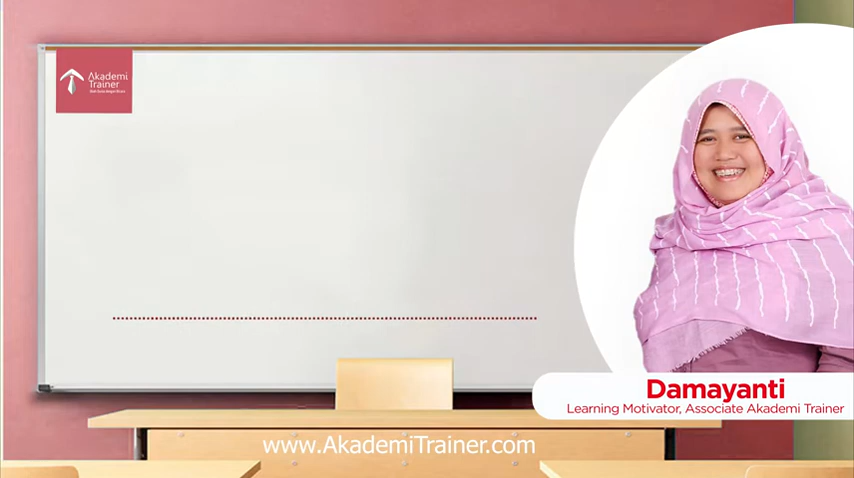 Akademi
Trainer
Damayanti
Learning Motivator, Associate Akademi Trainer
www.AkademiTrainer.com